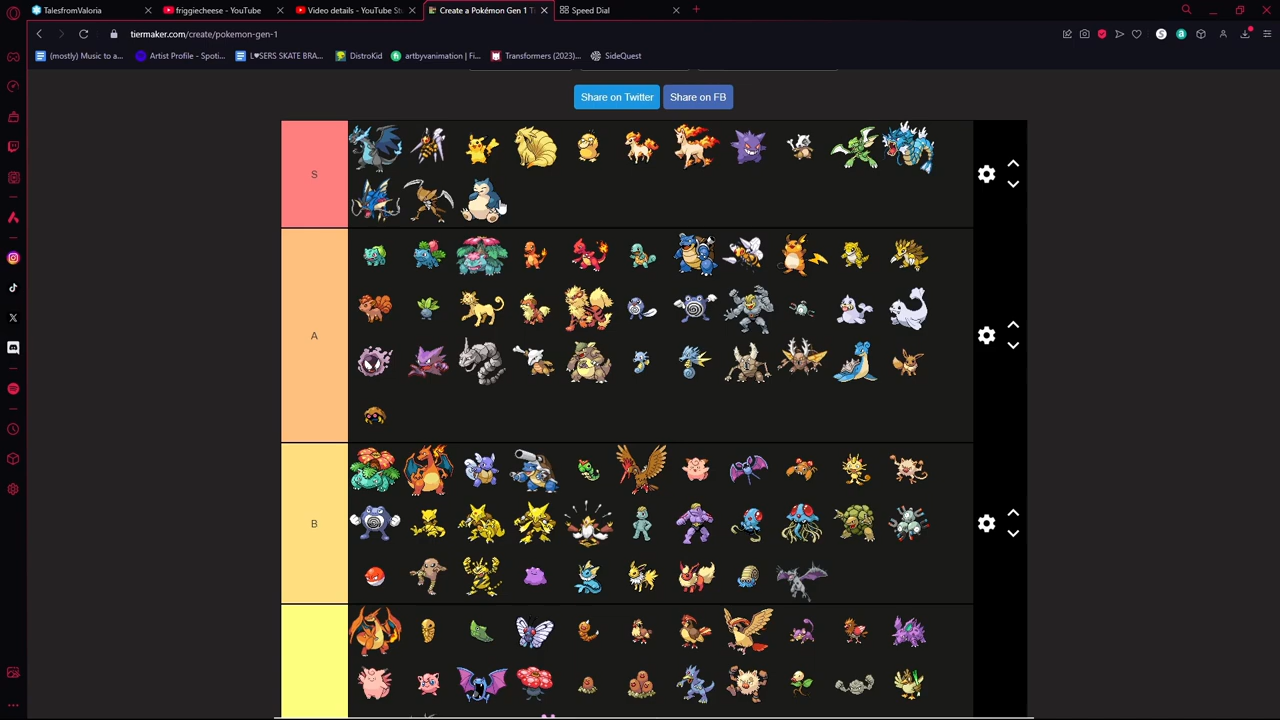 TalesfromValoria
friggiecheese - YouTube
Video details - YouTube St
Create a Pokémon Gen 1 Ti
Speed Dial
tiermaker.com/create/pokemon-gen-1
(mostly) Music to a...
Artist Profile - Spoti...
L♥SERS SKATE BRA...
DistroKid
artbyvanimation | Fi...
Transformers (2023)...
SideQuest
Share on Twitter
Share on FB
S
A
B